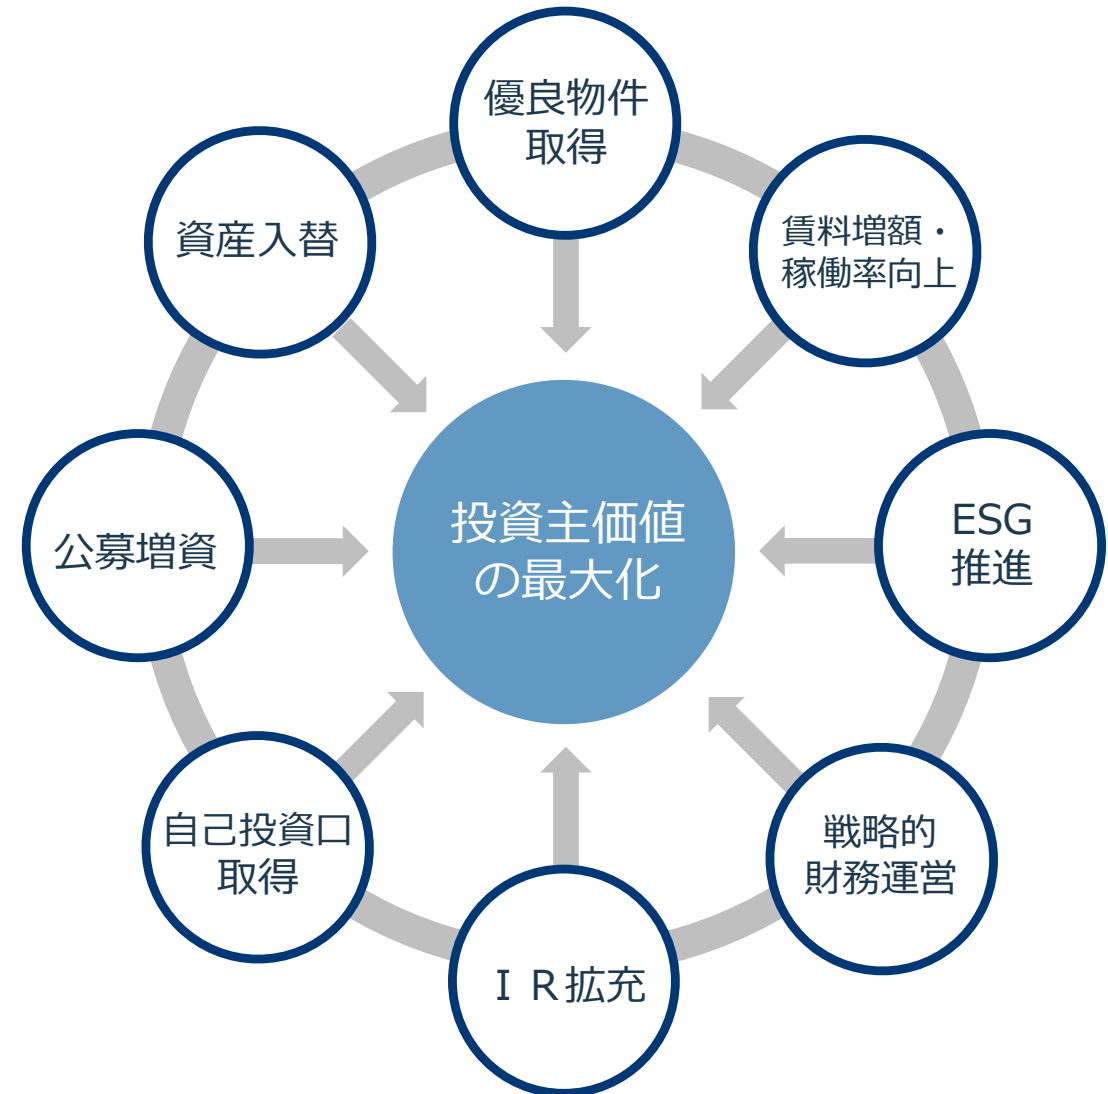 優良物件
取得
賃料増額・
稼働率向上
ESG
推進
戦略的
財務運営
ＩＲ拡充
自己投資口
取得
公募増資
資産入替
投資主価値
の最大化